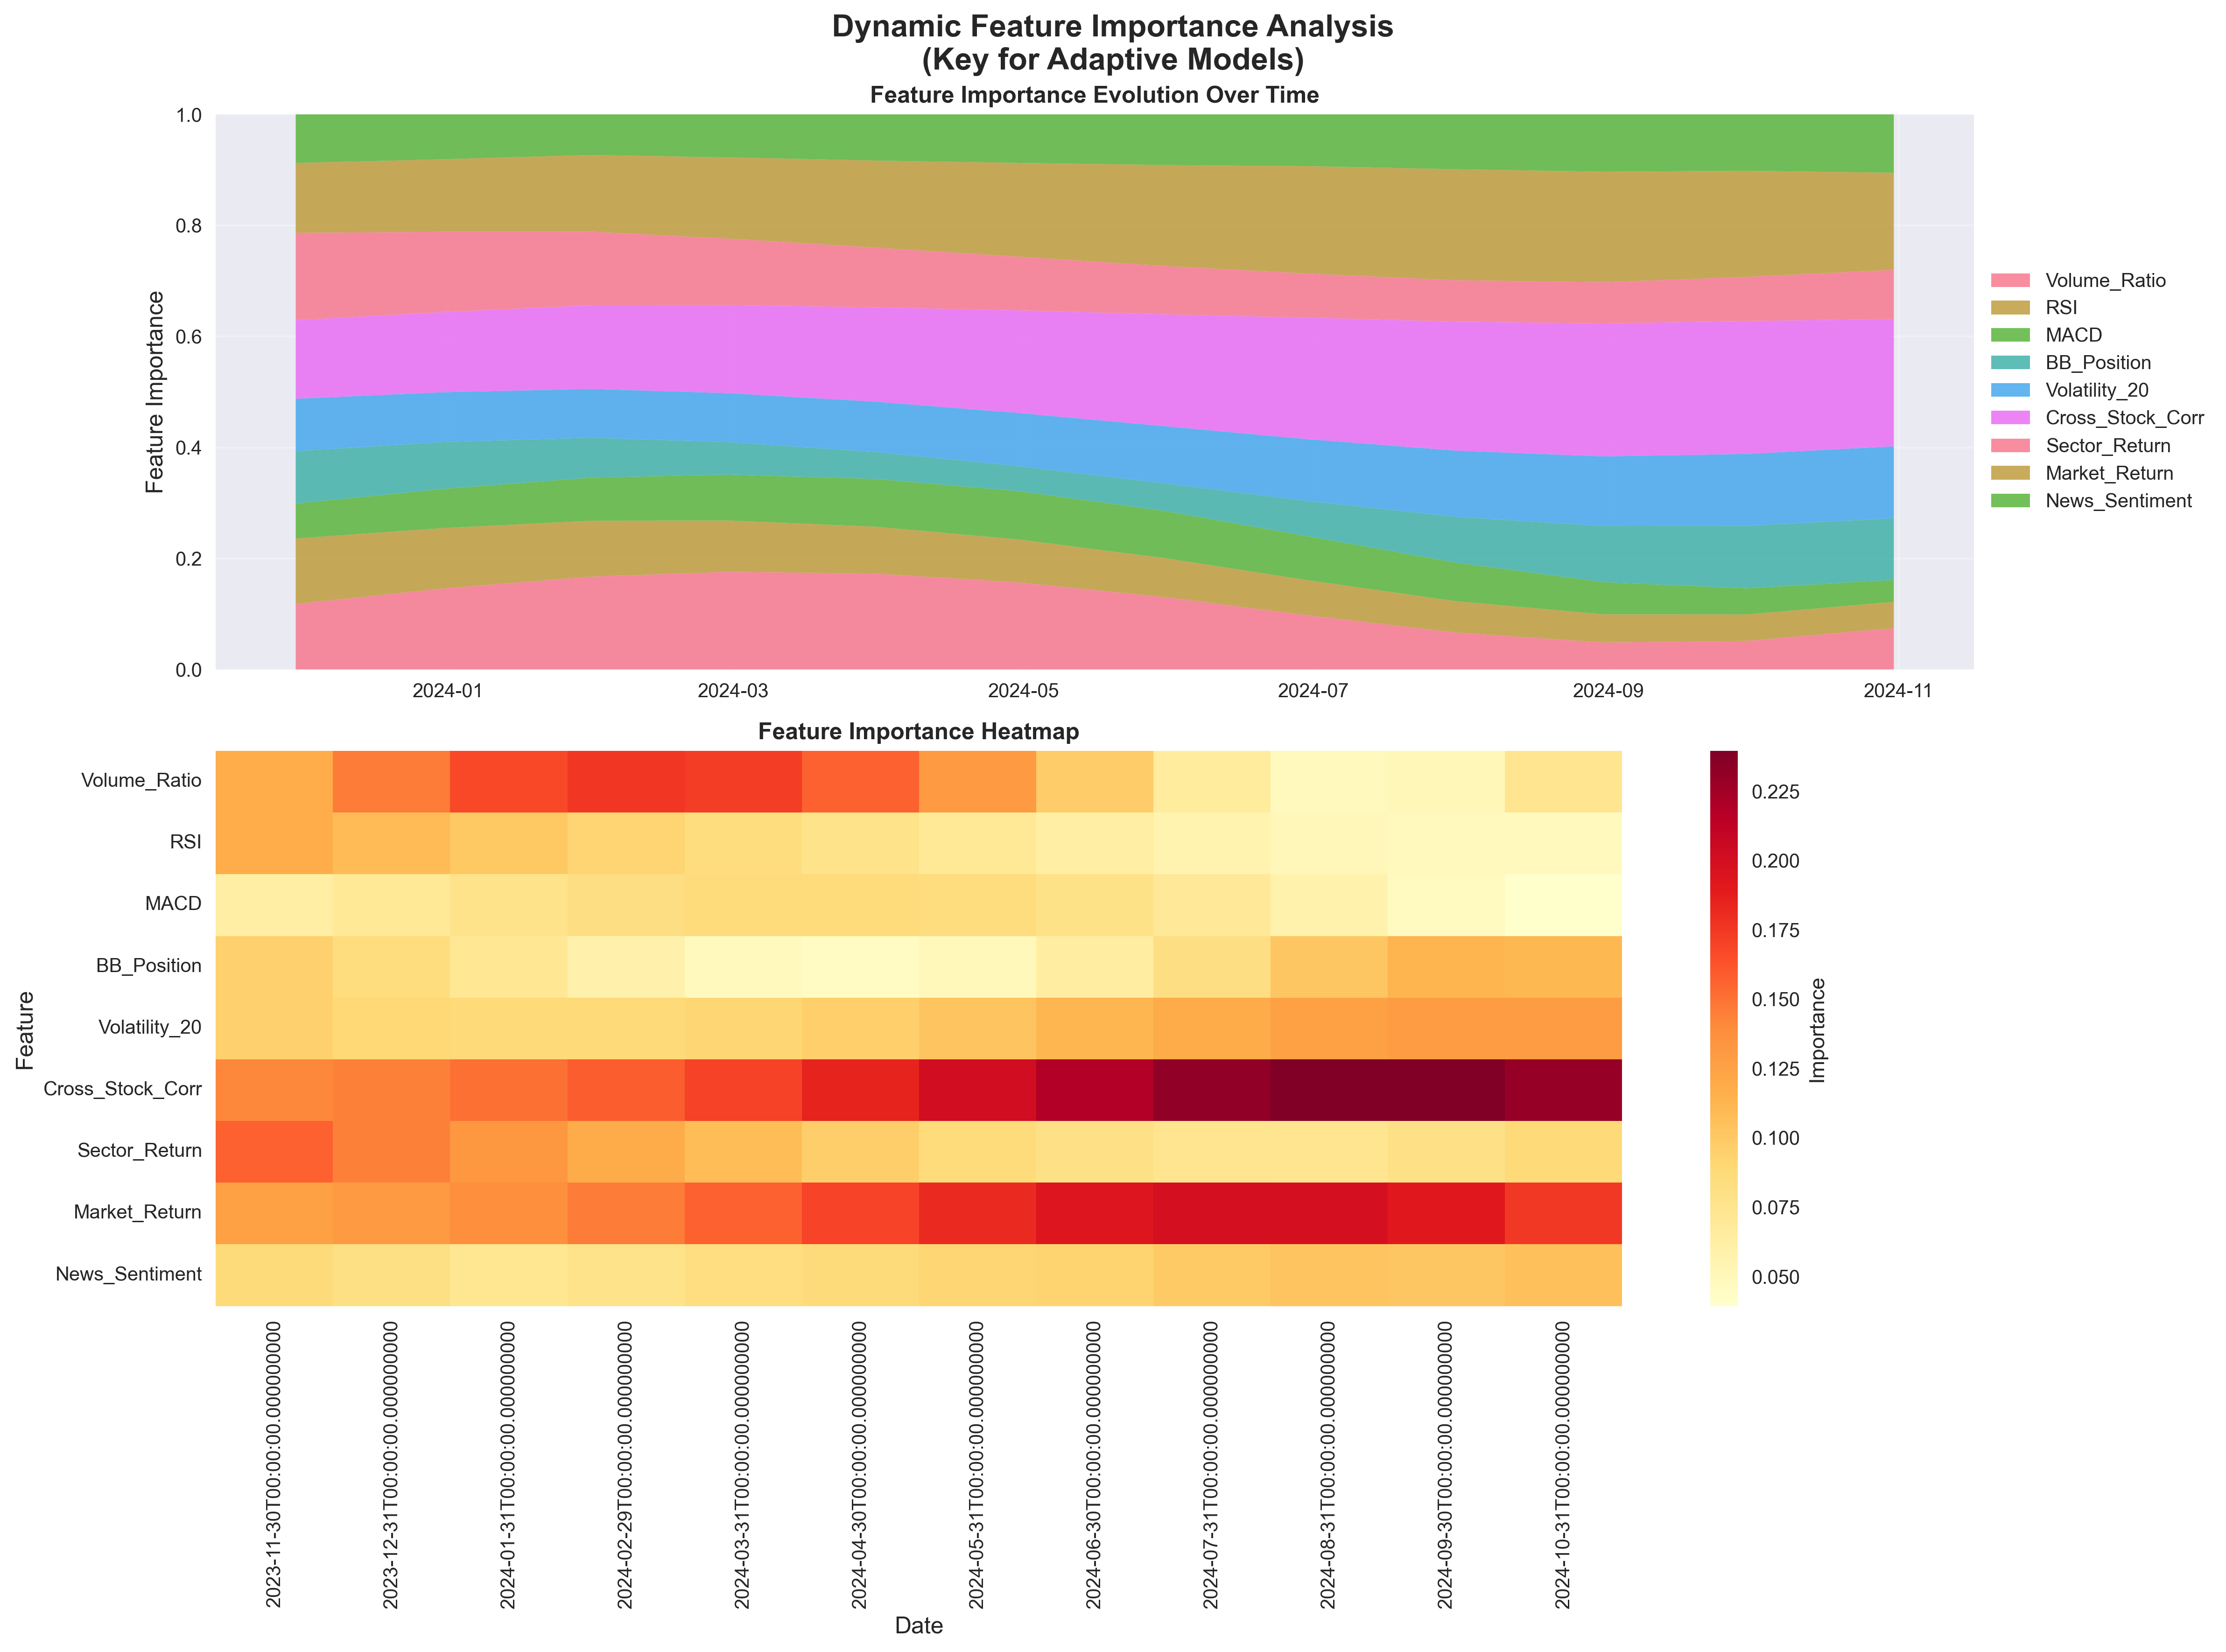 Dynamic Feature Importance Analysis
(Key for Adaptive Models)
Feature Importance Evolution Over Time
Feature Importance
1.0
0.8
0.6
0.4
0.2
0.0
2024-01
2024-03
2024-05
2024-07
2024-09
2024-11
Volume_Ratio
RSI
MACD
BB_Position
Volatility_20
Cross_Stock_Corr
Sector_Return
Market_Return
News_Sentiment
Feature Importance Heatmap
Feature
Volume_Ratio
RSI
MACD
BB_Position
Volatility_20
Cross_Stock_Corr
Sector_Return
Market_Return
News_Sentiment
2023-11-30T00:00:00.000000000
2023-12-31T00:00:00.000000000
2024-01-31T00:00:00.000000000
2024-02-29T00:00:00.000000000
2024-03-31T00:00:00.000000000
2024-04-30T00:00:00.000000000
2024-05-31T00:00:00.000000000
2024-06-30T00:00:00.000000000
2024-07-31T00:00:00.000000000
2024-08-31T00:00:00.000000000
2024-09-30T00:00:00.000000000
2024-10-31T00:00:00.000000000
Date
0.225
0.200
0.175
0.150
0.125
0.100
0.075
0.050
Importance